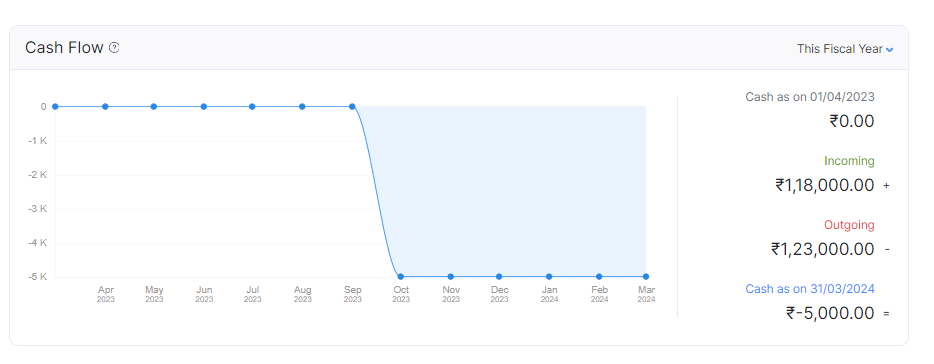 Cash Flow ?
This Fiscal Year
Cash as on 01/04/2023
₹0.00
Incoming
₹1,18,000.00 +
Outgoing
₹1,23,000.00 -
Cash as on 31/03/2024
₹-5,000.00 =
0
-1 K
-2 K
-3 K
-4 K
-5 K
Apr May Jun Jul Aug Sep Oct Nov Dec Jan Feb Mar
2023 2023 2023 2023 2023 2023 2023 2023 2023 2024 2024 2024